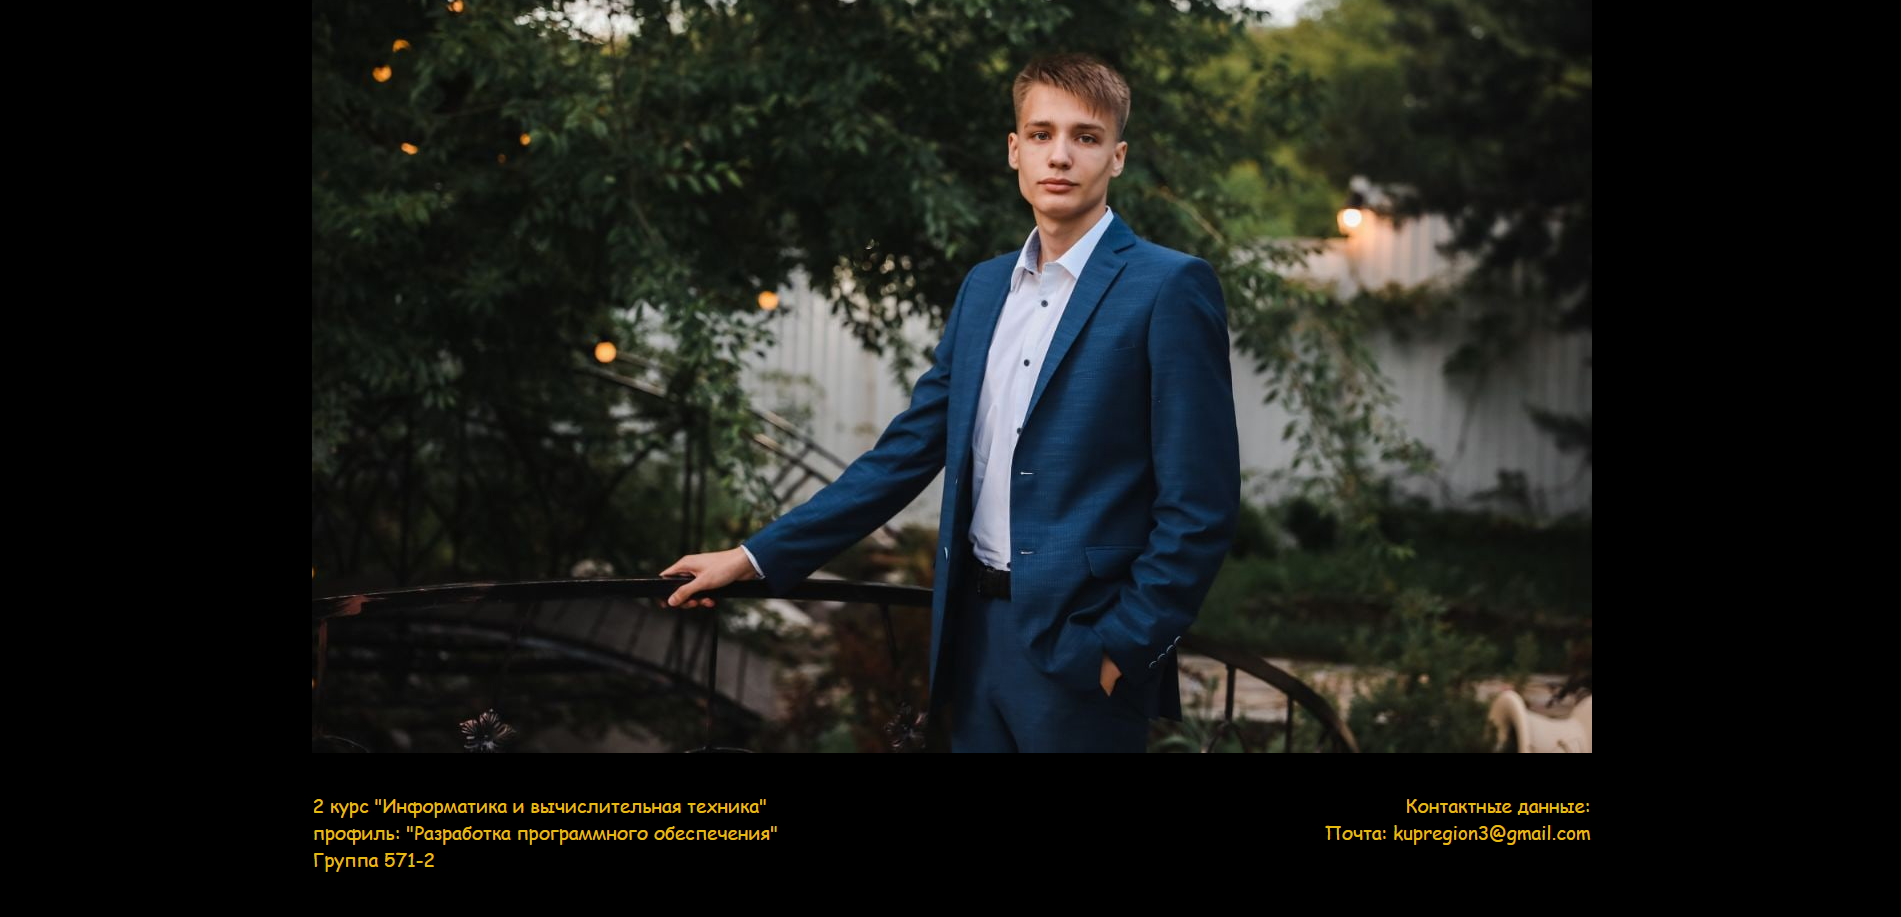 2 курс "Информатика и вычислительная техника"
профиль: "Разработка программного обеспечения"
Группа 571-2
Контактные данные:
Почта: kupregion3@gmail.com